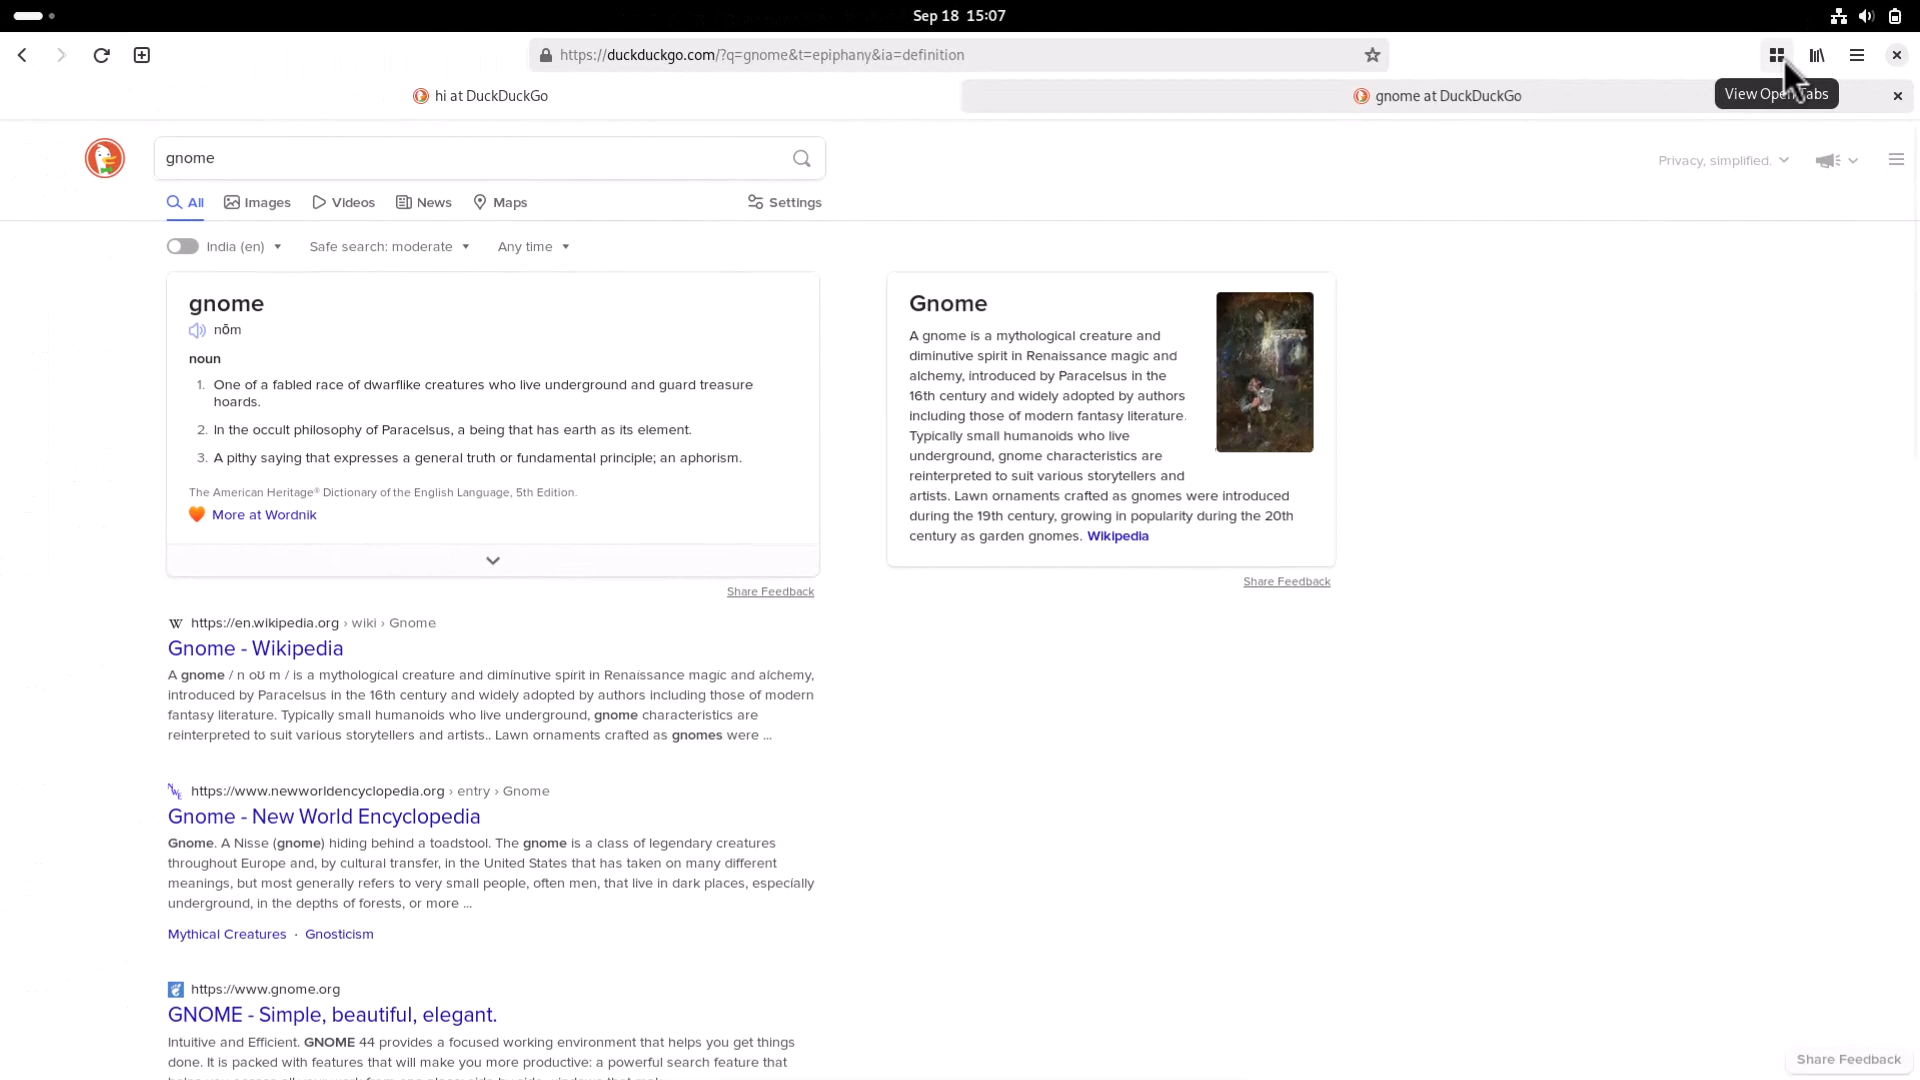 Sep 18 15:07
https://duckduckgo.com/?q=gnome&t=epiphany&ia=definition
hi at DuckDuckGo
gnome at DuckDuckGo
View Open Tabs
gnome
Privacy, simplified.
All Images Videos News Maps Settings
India (en) Safe search: moderate Any time
gnome
nōm
noun
1. One of a fabled race of dwarflike creatures who live underground and guard treasure
hoards.
2. In the occult philosophy of Paracelsus, a being that has earth as its element.
3. A pithy saying that expresses a general truth or fundamental principle; an aphorism.
The American Heritage® Dictionary of the English Language, 5th Edition.
More at Wordnik
Share Feedback
Gnome
A gnome is a mythological creature and
diminutive spirit in Renaissance magic and
alchemy, introduced by Paracelsus in the
16th century and widely adopted by authors
including those of modern fantasy literature.
Typically small humanoids who live
underground, gnome characteristics are
reinterpreted to suit various storytellers and
artists. Lawn ornaments crafted as gnomes were introduced
during the 19th century, growing in popularity during the 20th
century as garden gnomes. Wikipedia
Share Feedback
W https://en.wikipedia.org › wiki › Gnome
Gnome - Wikipedia
A gnome / n oʊ m / is a mythological creature and diminutive spirit in Renaissance magic and alchemy,
introduced by Paracelsus in the 16th century and widely adopted by authors including those of modern
fantasy literature. Typically small humanoids who live underground, gnome characteristics are
reinterpreted to suit various storytellers and artists.. Lawn ornaments crafted as gnomes were ...
NWE https://www.newworldencyclopedia.org › entry › Gnome
Gnome - New World Encyclopedia
Gnome. A Nisse (gnome) hiding behind a toadstool. The gnome is a class of legendary creatures
throughout Europe and, by cultural transfer, in the United States that has taken on many different
meanings, but most generally refers to very small people, often men, that live in dark places, especially
underground, in the depths of forests, or more ...
Mythical Creatures · Gnosticism
https://www.gnome.org
GNOME - Simple, beautiful, elegant.
Intuitive and Efficient. GNOME 44 provides a focused working environment that helps you get things
done. It is packed with features that will make you more productive: a powerful search feature that
Share Feedback